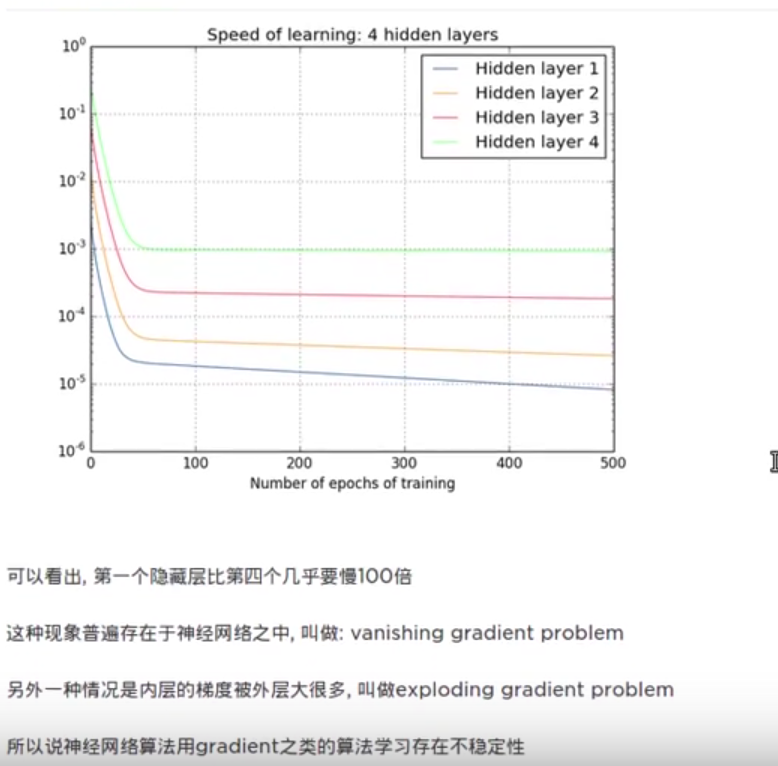 Speed of learning: 4 hidden layers
10⁰
10⁻¹
10⁻²
10⁻³
10⁻⁴
10⁻⁵
10⁻⁶
Hidden layer 1
Hidden layer 2
Hidden layer 3
Hidden layer 4
0 100 200 300 400 500
Number of epochs of training
可以看出, 第一个隐藏层比第四个几乎要慢100倍
这种现象普遍存在于神经网络之中, 叫做: vanishing gradient problem
另外一种情况是内层的梯度被外层大很多, 叫做exploding gradient problem
所以说神经网络算法用gradient之类的算法学习存在不稳定性